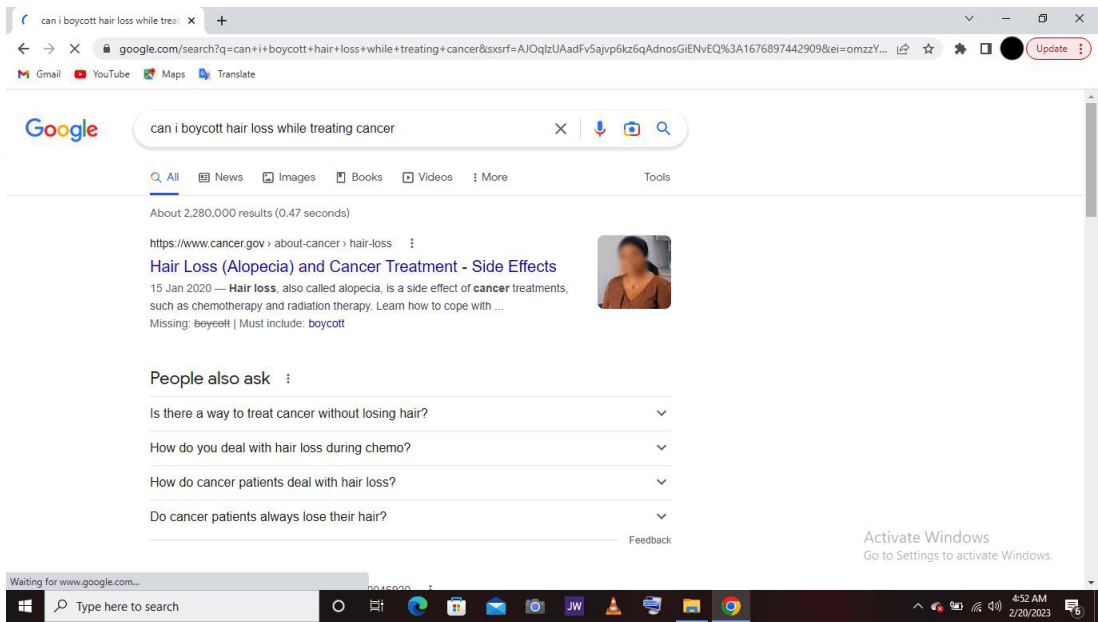 can i boycott hair loss while treat
google.com/search?q=can+i+boycott+hair+loss+while+treating+cancer&sxsrf=AJOqlzUAadFv5ajvp6kz6qAdnosGiENvEQ%3A1676897442909&ei=omzzY... Update
Gmail YouTube Maps Translate
Google can i boycott hair loss while treating cancer
All News Images Books Videos More Tools
About 2,280,000 results (0.47 seconds)
https://www.cancer.gov › about-cancer › hair-loss
Hair Loss (Alopecia) and Cancer Treatment - Side Effects
15 Jan 2020 — Hair loss, also called alopecia, is a side effect of cancer treatments,
such as chemotherapy and radiation therapy. Learn how to cope with ...
Missing: boycott | Must include: boycott
People also ask
Is there a way to treat cancer without losing hair?
How do you deal with hair loss during chemo?
How do cancer patients deal with hair loss?
Do cancer patients always lose their hair?
Feedback
Activate Windows
Go to Settings to activate Windows.
Waiting for www.google.com...
Type here to search JW 4:52 AM
2/20/2023 6